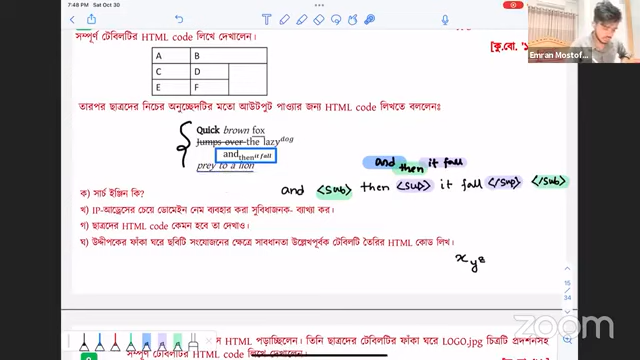 7:48 PM Sat Oct 30
সম্পূর্ণ টেবিলটির HTML code লিখে দেখালেন।
[কু.বো. '১
Emran Mostof...
A B
C D
E F
তারপর ছাত্রদের নিচের অনুচ্ছেদটির মতো আউটপুট পাওয়ার জন্য HTML code লিখতে বললেন।
Quick brown fox
Jumps over the lazy dog
and then it fall
prey to a lion
and then it fall
and <sub> then <sup> it fall </sup> </sub>
ক) সার্চ ইঞ্জিন কি?
খ) IP-অ্যাড্রেসের চেয়ে ডোমেইন নেম ব্যবহার করা সুবিধাজনক- ব্যাখ্যা কর।
গ) ছাত্রদের HTML code কেমন হবে তা দেখাও।
ঘ) উদ্দীপকের ফাঁকা ঘরে ছবিটি সংযোজনের ক্ষেত্রে সাবধানতা উল্লেখপূর্বক টেবিলটি তৈরির HTML কোড লিখ।
x y z
15
34
zoom
HTML পড়াচ্ছিলেন। তিনি ছাত্রদের টেবিলটির ফাঁকা ঘরে LOGO.jpg চিত্রটি প্রদর্শনসহ
সম্পূর্ণ টেবিলটির HTML code লিখে দেখালেন।